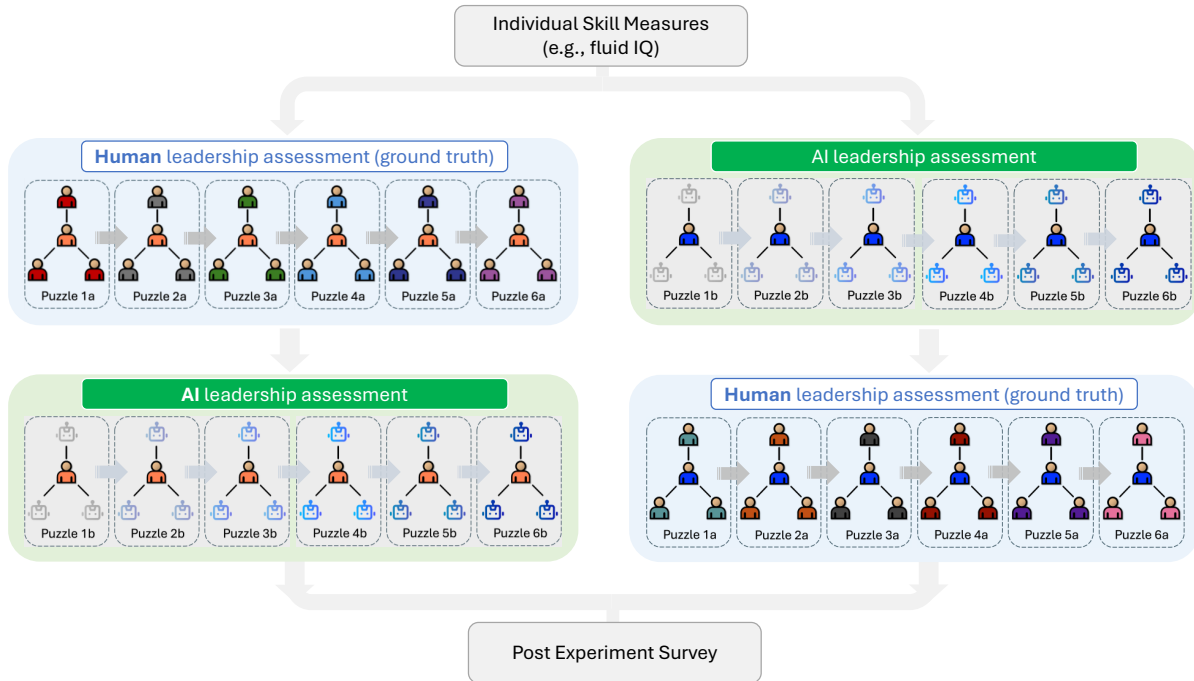 Individual Skill Measures
(e.g., fluid IQ)
Human leadership assessment (ground truth)
Puzzle 1a
Puzzle 2a
Puzzle 3a
Puzzle 4a
Puzzle 5a
Puzzle 6a
AI leadership assessment
Puzzle 1b
Puzzle 2b
Puzzle 3b
Puzzle 4b
Puzzle 5b
Puzzle 6b
AI leadership assessment
Puzzle 1b
Puzzle 2b
Puzzle 3b
Puzzle 4b
Puzzle 5b
Puzzle 6b
Human leadership assessment (ground truth)
Puzzle 1a
Puzzle 2a
Puzzle 3a
Puzzle 4a
Puzzle 5a
Puzzle 6a
Post Experiment Survey